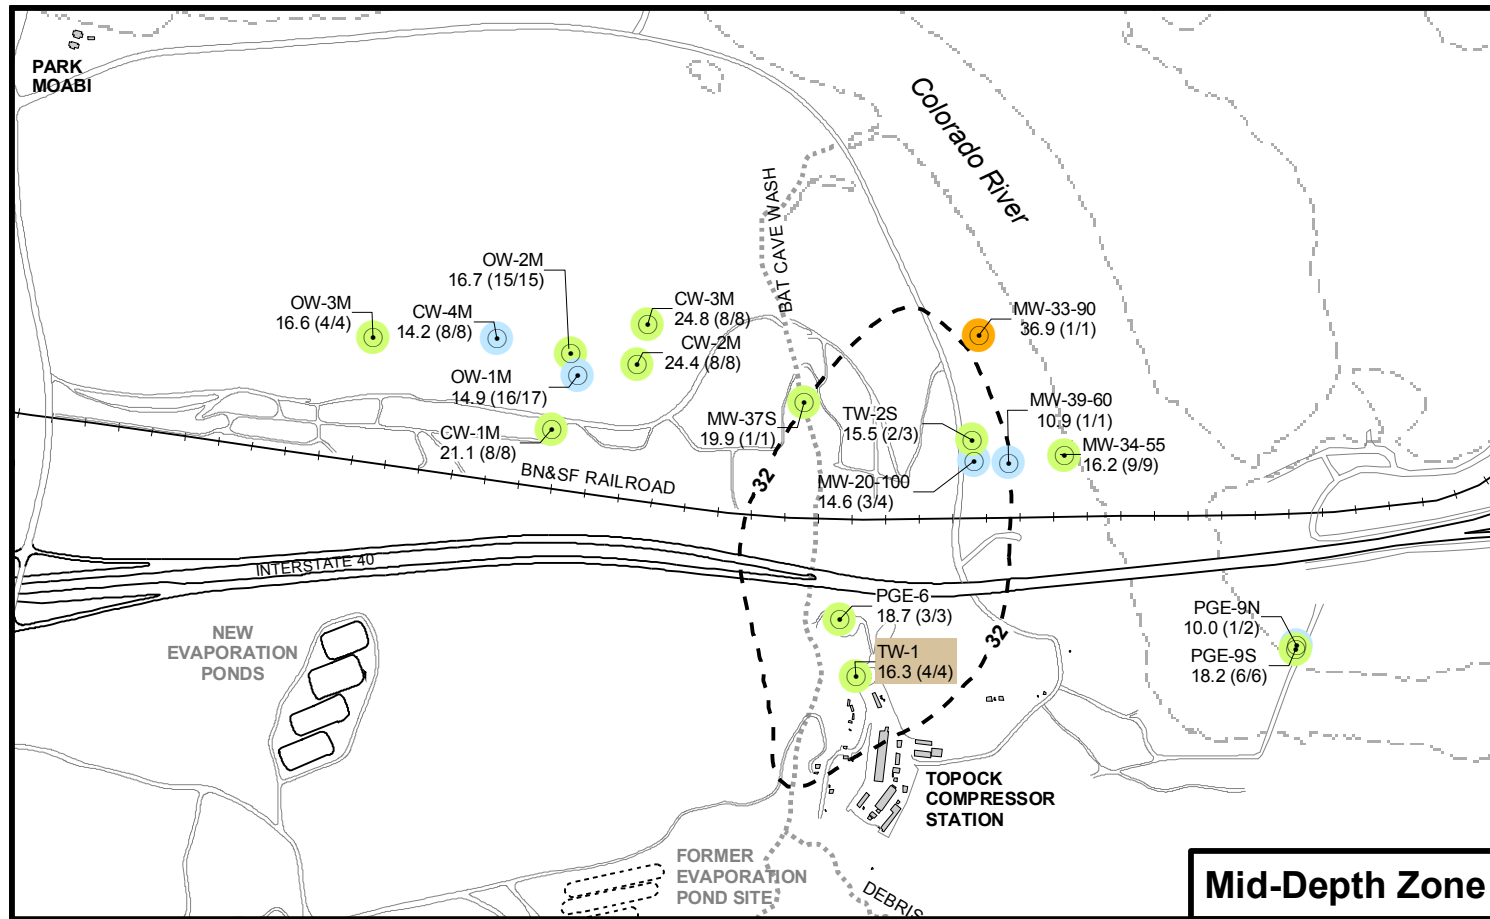 PARK
MOABI
Colorado River
BAT CAVE WASH
OW-2M
16.7 (15/15)
OW-3M
16.6 (4/4)
CW-4M
14.2 (8/8)
CW-3M
24.8 (8/8)
CW-2M
24.4 (8/8)
MW-33-90
36.9 (1/1)
OW-1M
14.9 (16/17)
CW-1M
21.1 (8/8)
MW-37S
19.9 (1/1)
TW-2S
15.5 (2/3)
MW-39-60
10.9 (1/1)
MW-34-55
16.2 (9/9)
MW-20-100
14.6 (3/4)
BN&SF RAILROAD
32
INTERSTATE 40
PGE-6
18.7 (3/3)
TW-1
16.3 (4/4)
32
PGE-9N
10.0 (1/2)
PGE-9S
18.2 (6/6)
NEW
EVAPORATION
PONDS
TOPOCK
COMPRESSOR
STATION
FORMER
EVAPORATION
POND SITE
DEBRIS
Mid-Depth Zone